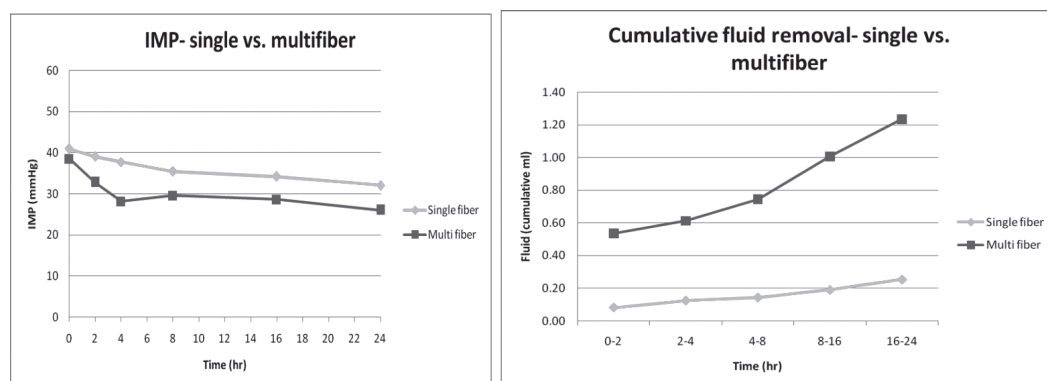 IMP- single vs. multifiber
60
50
40
30
20
10
0
IMP (mmHg)
0 2 4 6 8 10 12 14 16 18 20 22 24
Time (hr)
Single fiber
Multi fiber
Cumulative fluid removal- single vs.
multifiber
1.40
1.20
1.00
0.80
0.60
0.40
0.20
0.00
Fluid (cumulative ml)
0-2 2-4 4-8 8-16 16-24
Time (hr)
Single fiber
Multi fiber